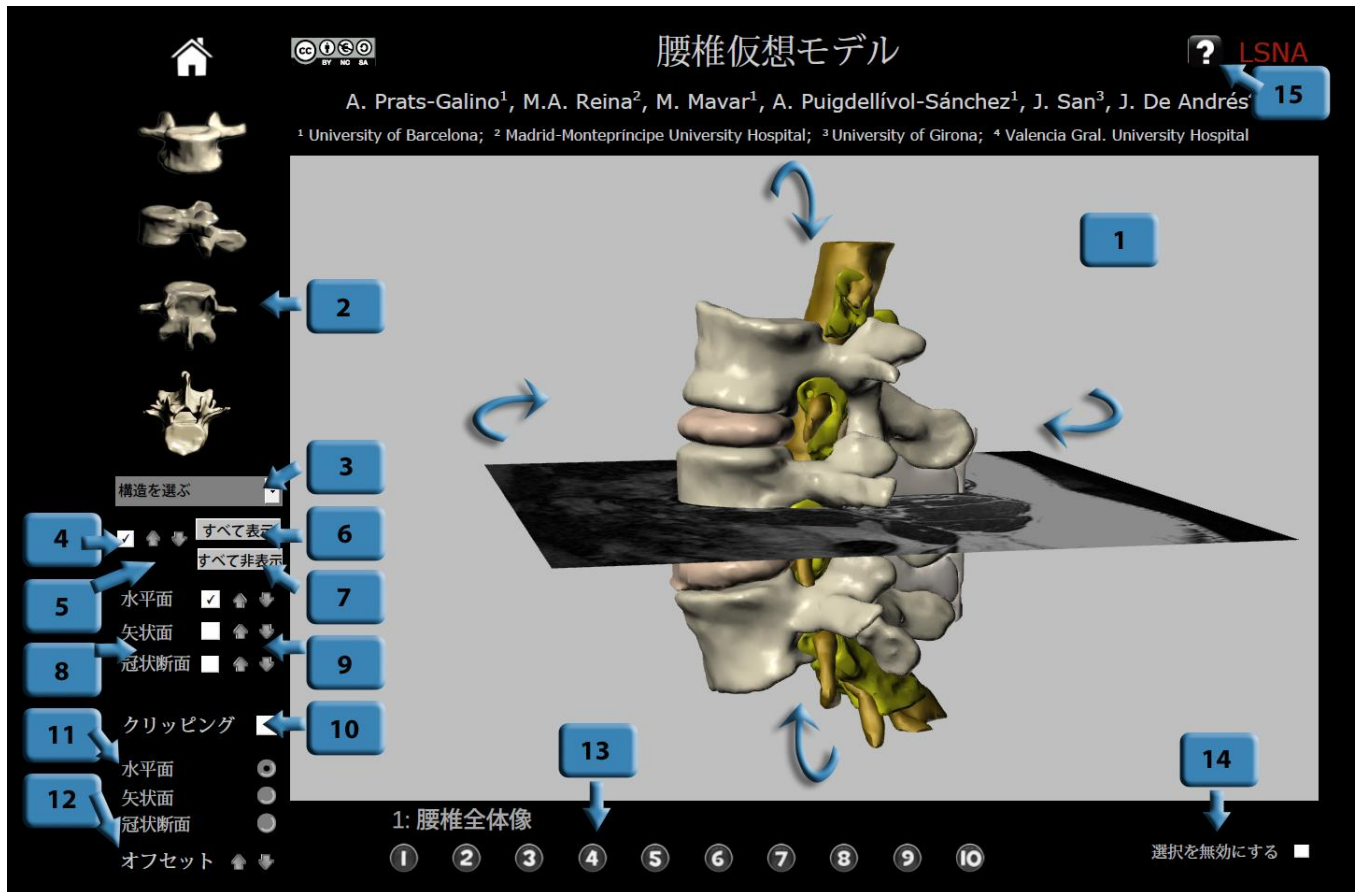 BY NC SA
腰椎仮想モデル
?
LSNA
15
A. Prats-Galino¹, M.A. Reina², M. Mavar¹, A. Puigdellívol-Sánchez¹, J. San³, J. De Andrés
¹ University of Barcelona; ² Madrid-Montepríncipe University Hospital; ³ University of Girona; ⁴ Valencia Gral. University Hospital
1
2
3
構造を選ぶ
4
すべて表示
6
すべて非表示
5
7
水平面
矢状面
8
冠状断面
9
11
クリッピング
10
水平面
12
矢状面
冠状断面
オフセット
13
14
1: 腰椎全体像
1 2 3 4 5 6 7 8 9 10
選択を無効にする